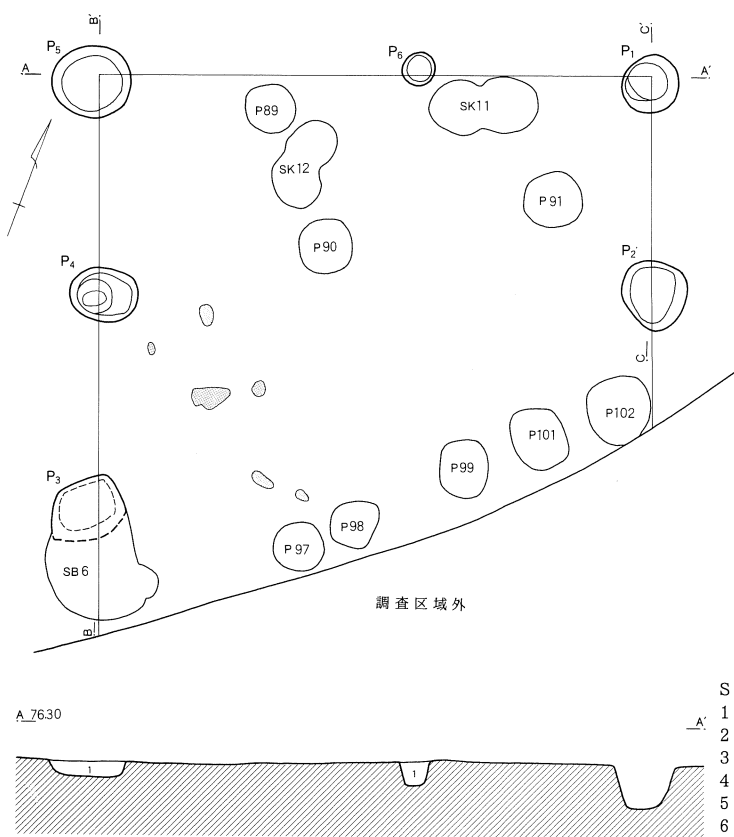 B'
C'
P5
P6
P1
A
A'
P89
SK11
SK12
P91
P90
P4
P2
C
P102
P101
P99
P3
P98
P97
SB6
調査区域外
B
A 76.30
A'
S
1
2
3
4
5
6
1
1